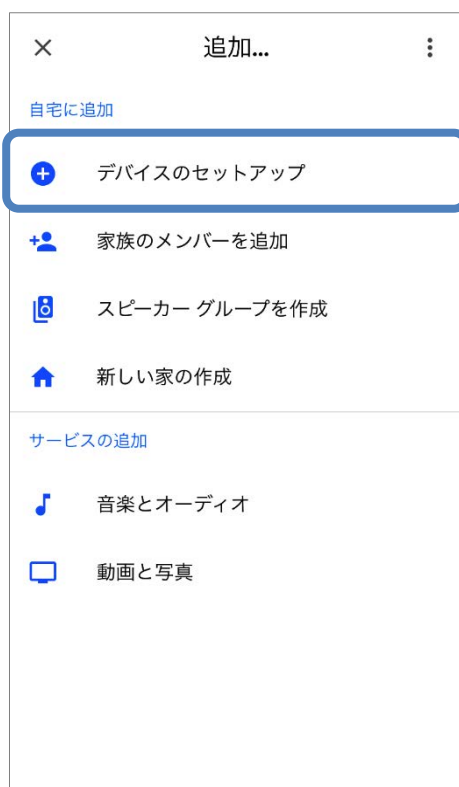 追加...
自宅に追加
デバイスのセットアップ
家族のメンバーを追加
スピーカー グループを作成
新しい家の作成
サービスの追加
音楽とオーディオ
動画と写真